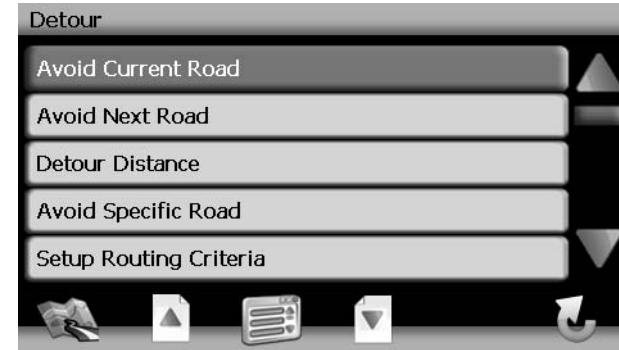 Detour
Avoid Current Road
Avoid Next Road
Detour Distance
Avoid Specific Road
Setup Routing Criteria